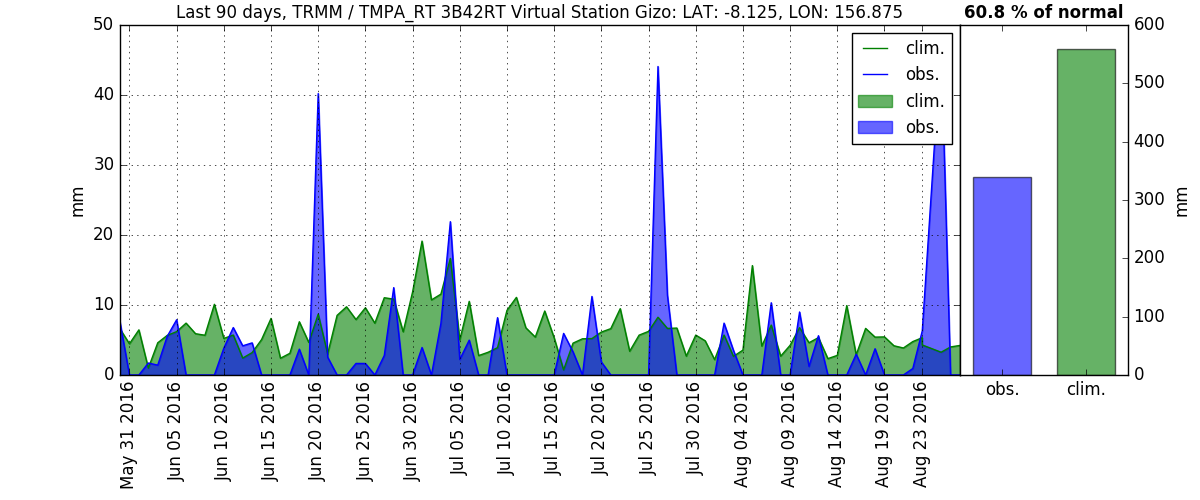 Last 90 days, TRMM / TMPA_RT 3B42RT Virtual Station Gizo: LAT: -8.125, LON: 156.875
60.8 % of normal
50
40
30
20
10
0
mm
clim.
obs.
clim.
obs.
May 31 2016
Jun 05 2016
Jun 10 2016
Jun 15 2016
Jun 20 2016
Jun 25 2016
Jun 30 2016
Jul 05 2016
Jul 10 2016
Jul 15 2016
Jul 20 2016
Jul 25 2016
Jul 30 2016
Aug 04 2016
Aug 09 2016
Aug 14 2016
Aug 19 2016
Aug 23 2016
600
500
400
300
200
100
0
mm
obs.
clim.